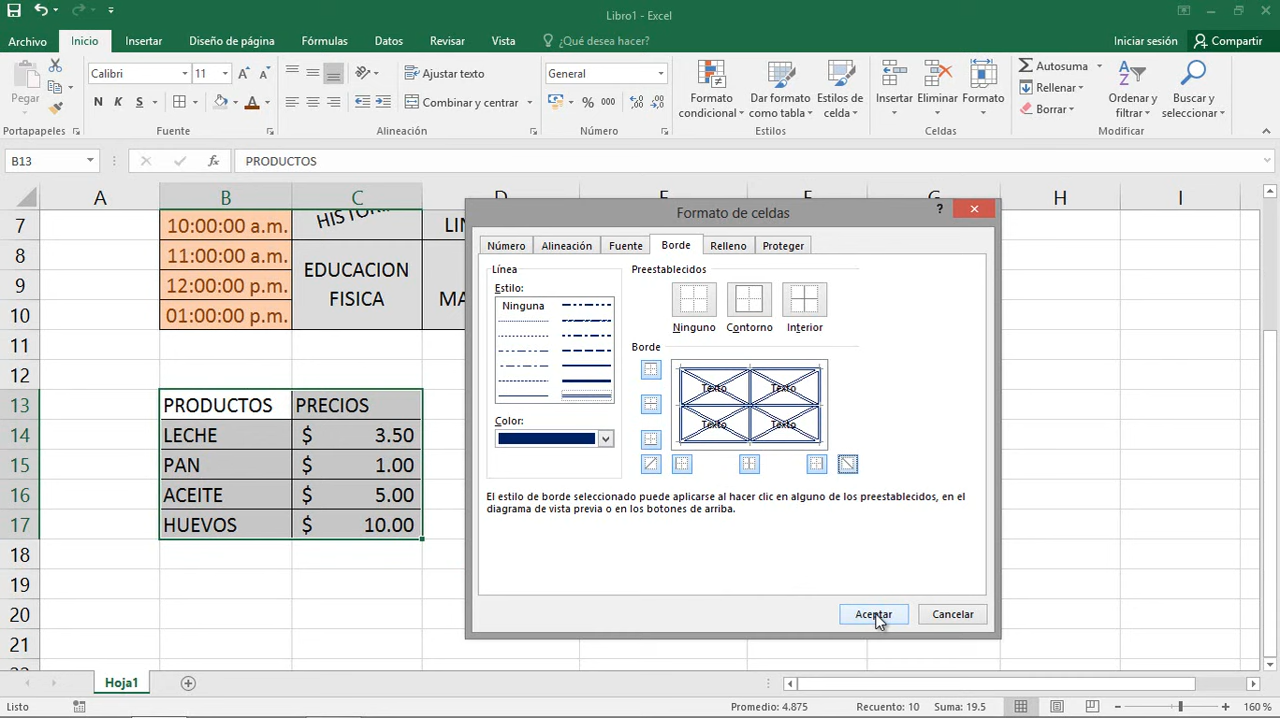 Libro1 - Excel
Archivo Inicio Insertar Diseño de página Fórmulas Datos Revisar Vista ¿Qué desea hacer? Iniciar sesión Compartir
Pegar
Calibri 11
N K S
Ajustar texto
Combinar y centrar
General
% 000
Formato condicional
Dar formato como tabla
Estilos de celda
Insertar Eliminar Formato
Autosuma
Rellenar
Borrar
Ordenar y filtrar
Buscar y seleccionar
Portapapeles Fuente Alineación Número Estilos Celdas Modificar
B13 fx PRODUCTOS
A B C D G H I
7 10:00:00 a.m.
8 11:00:00 a.m. EDUCACION
9 12:00:00 p.m. FISICA
10 01:00:00 p.m.
11
12
13 PRODUCTOS PRECIOS
14 LECHE $ 3.50
15 PAN $ 1.00
16 ACEITE $ 5.00
17 HUEVOS $ 10.00
18
19
20
21
Formato de celdas ?
Número Alineación Fuente Borde Relleno Proteger
Línea
Estilo:
Ninguna
Color:
Preestablecidos
Ninguno Contorno Interior
Borde
Texto Texto
Texto Texto
El estilo de borde seleccionado puede aplicarse al hacer clic en alguno de los preestablecidos, en el
diagrama de vista previa o en los botones de arriba.
Aceptar Cancelar
Hoja1
Listo Promedio: 4.875 Recuento: 10 Suma: 19.5 160 %